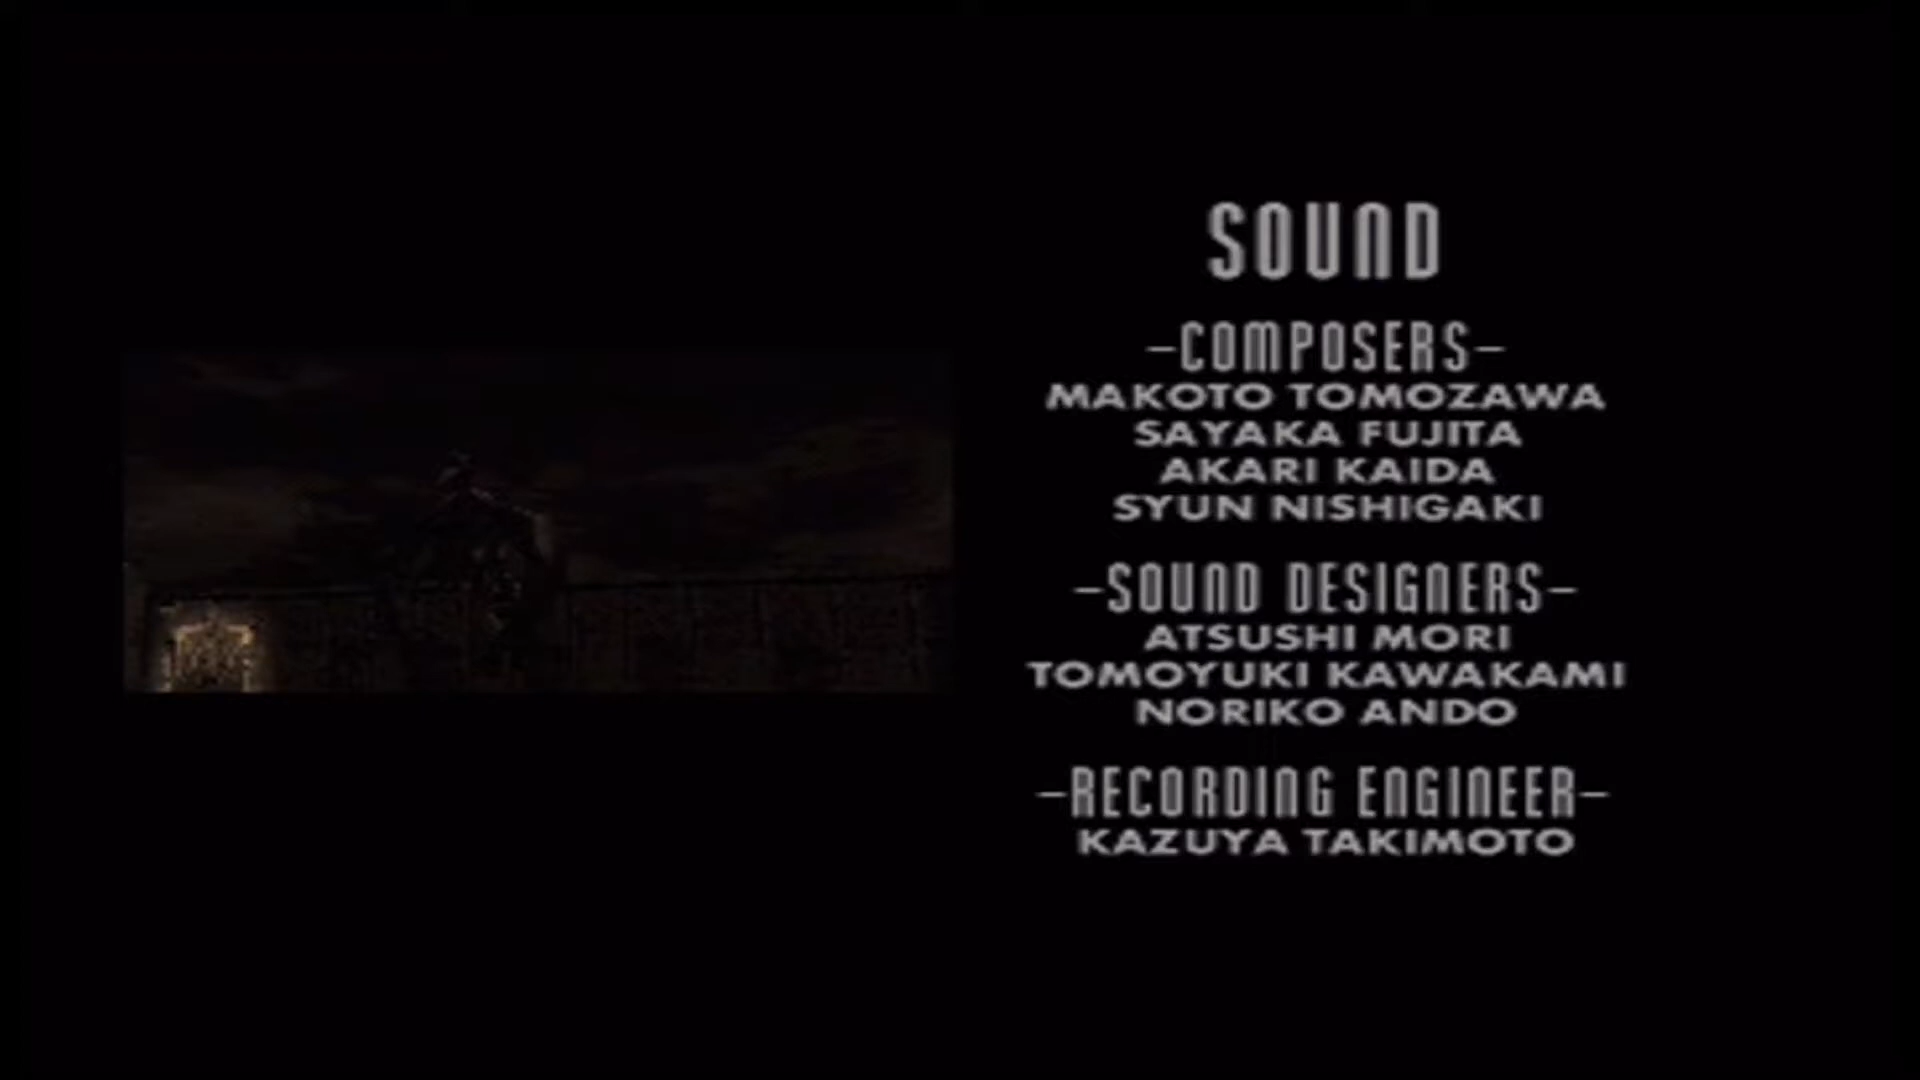 SOUND
-COMPOSERS-
MAKOTO TOMOZAWA
SAYAKA FUJITA
AKARI KAIDA
SYUN NISHIGAKI
-SOUND DESIGNERS-
ATSUSHI MORI
TOMOYUKI KAWAKAMI
NORIKO ANDO
-RECORDING ENGINEER-
KAZUYA TAKIMOTO